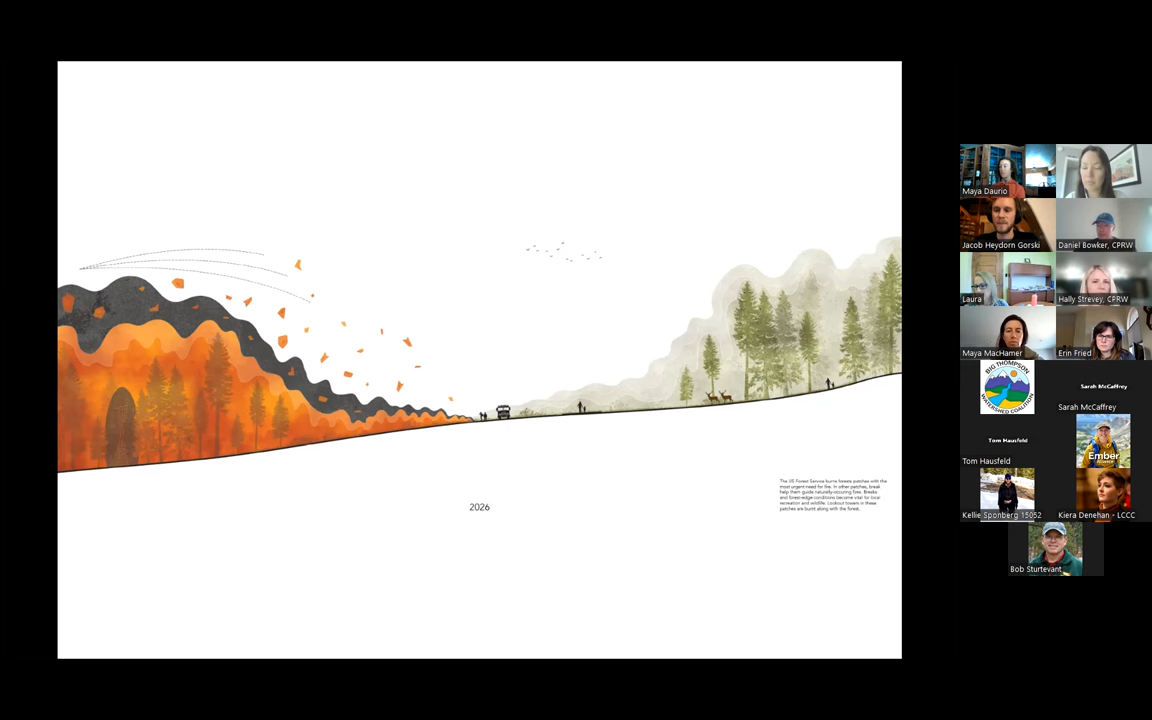 2026
The US Forest Service burns forests patches with the
most urgent need for fire. In other patches, break
help them guide naturally-occuring fires. Breaks
and forest-edge conditions become vital for local
recreation and wildlife. Lookout towers in these
patches are burnt along with the forest.
Maya Daurio
Jacob Heydorn Gorski
Daniel Bowker, CPRW
Laura
Hally Strevey, CPRW
Maya MacHamer
Erin Fried
BIG THOMPSON
WATERSHED COALITION
Sarah McCaffrey
Sarah McCaffrey
Tom Hausfeld
Tom Hausfeld
Ember
Kellie Sponberg 15052
Kiera Denehan - LCCC
Bob Sturtevant